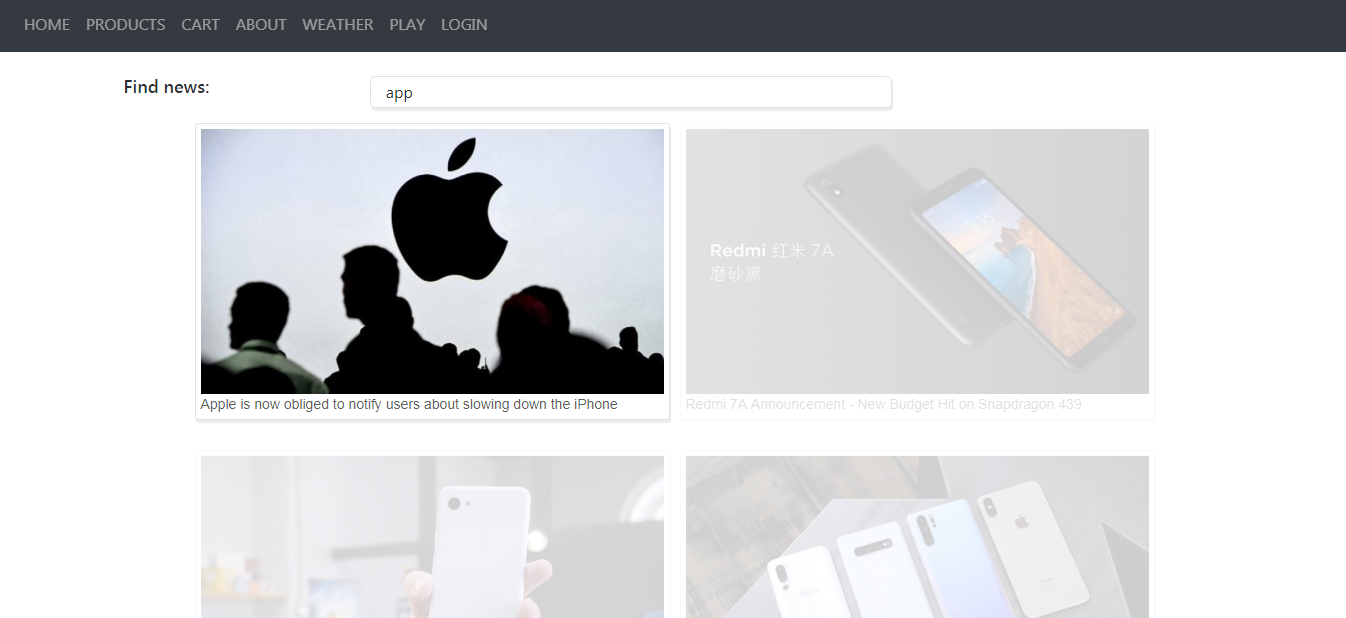 HOME PRODUCTS CART ABOUT WEATHER PLAY LOGIN
Find news:
app
8:16
Redmi 红米 7A
磨砂黑
Apple is now obliged to notify users about slowing down the iPhone
Redmi 7A Announcement - New Budget Hit on Snapdragon 439